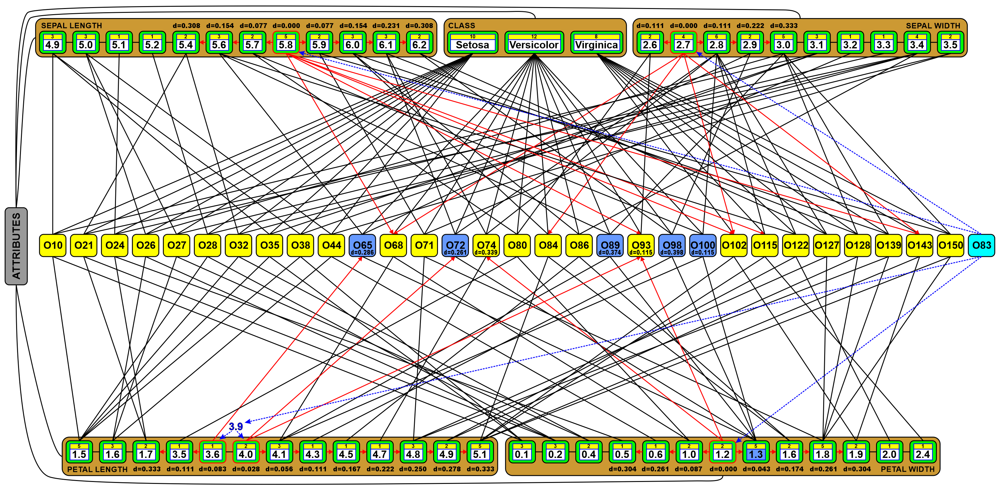 SEPAL LENGTH d=0.308 d=0.154 d=0.077 d=0.000 d=0.077 d=0.154 d=0.231 d=0.308
3 3 1 1 2 3 2 5 2 3 3 2
4.9 5.0 5.1 5.2 5.4 5.6 5.7 5.8 5.9 6.0 6.1 6.2
CLASS
10 12 8
Setosa Versicolor Virginica
d=0.111 d=0.000 d=0.111 d=0.222 d=0.333 SEPAL WIDTH
2 4 6 2 5 3 1 1 4 2
2.6 2.7 2.8 2.9 3.0 3.1 3.2 3.3 3.4 3.5
ATTRIBUTES
O10 O21 O24 O26 O27 O28 O32 O35 O38 O44 O65 O68 O71 O72 O74 O80 O84 O86 O89 O93 O98 O100 O102 O115 O122 O127 O128 O139 O143 O150 O83
d=0.286 d=0.261 d=0.339 d=0.374 d=0.115 d=0.398 d=0.115
3.9
5 3 2 1 1 2 3 1 1 1 3 2 5
1.5 1.6 1.7 3.5 3.6 4.0 4.1 4.3 4.5 4.7 4.8 4.9 5.1
PETAL LENGTH d=0.333 d=0.111 d=0.083 d=0.028 d=0.056 d=0.111 d=0.167 d=0.222 d=0.250 d=0.278 d=0.333
3 3 2 1 1 2 2 5 2 5 2 1 1
0.1 0.2 0.4 0.5 0.6 1.0 1.2 1.3 1.6 1.8 1.9 2.0 2.4
d=0.304 d=0.261 d=0.087 d=0.000 d=0.043 d=0.174 d=0.261 d=0.304 PETAL WIDTH